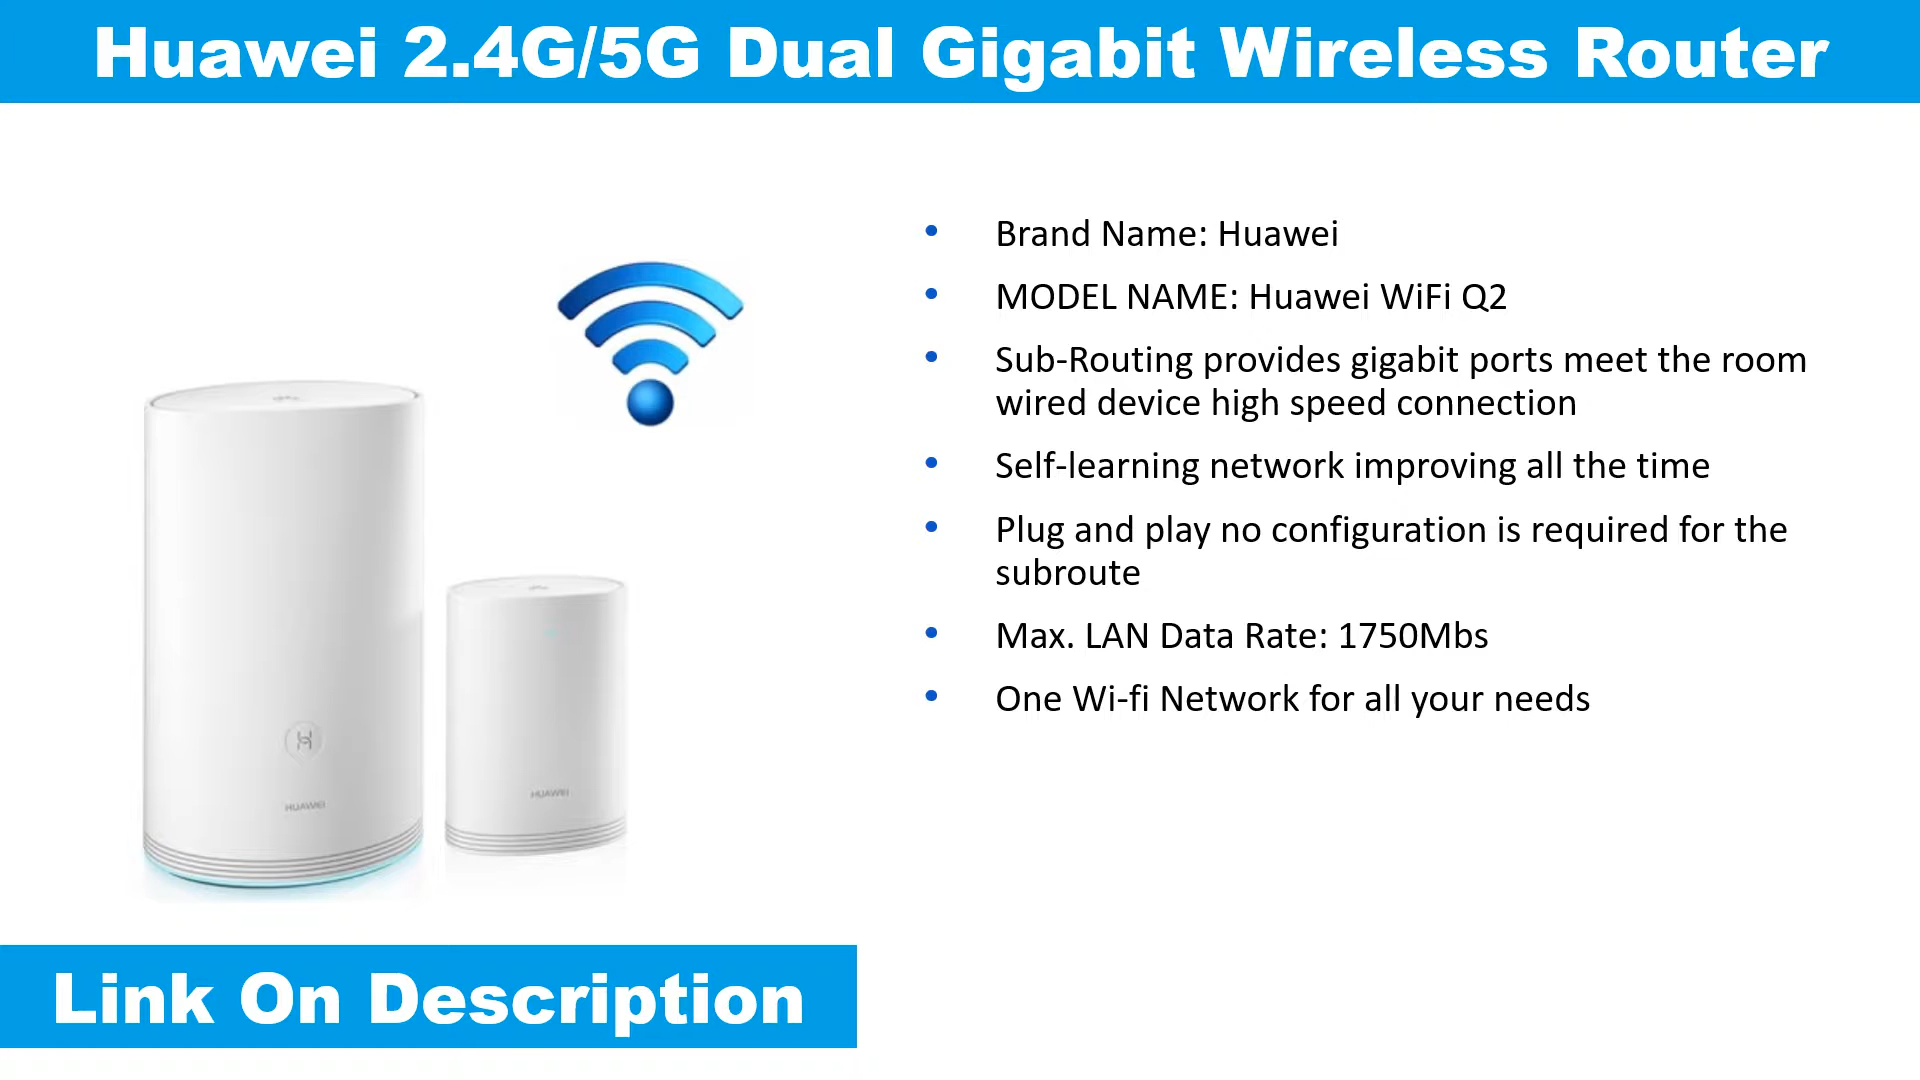 Huawei 2.4G/5G Dual Gigabit Wireless Router
• Brand Name: Huawei
• MODEL NAME: Huawei WiFi Q2
• Sub-Routing provides gigabit ports meet the room
wired device high speed connection
• Self-learning network improving all the time
• Plug and play no configuration is required for the
subroute
• Max. LAN Data Rate: 1750Mbs
• One Wi-fi Network for all your needs
HUAWEI
HUAWEI
Link On Description